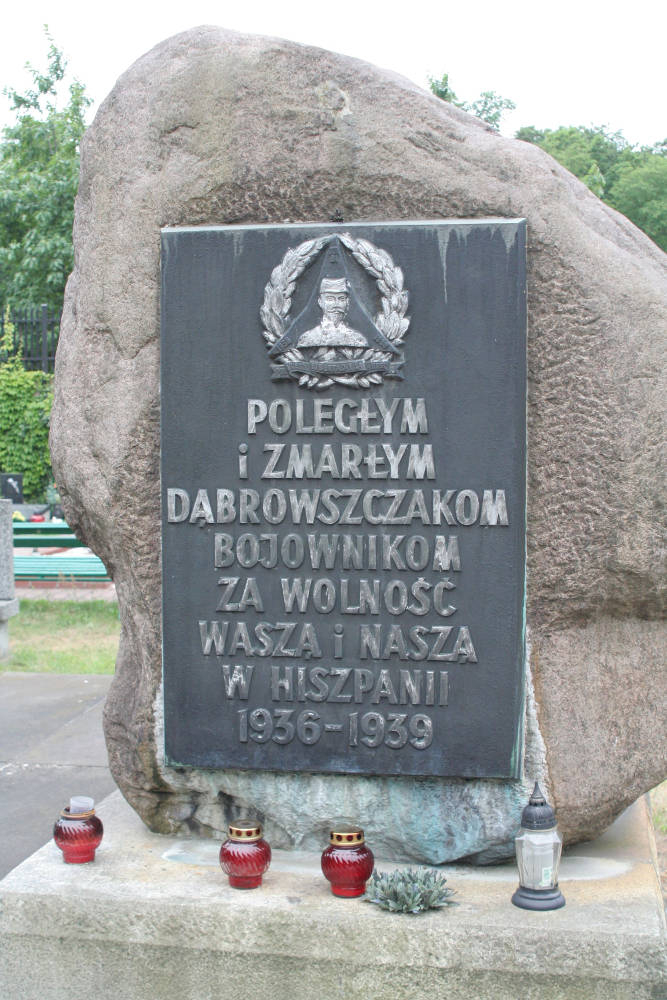 POLEGŁYM
i ZMARŁYM
DĄBROWSZCZAKOM
BOJOWNIKOM
ZA WOLNOŚĆ
WASZĄ i NASZĄ
W HISZPANII
1936-1939